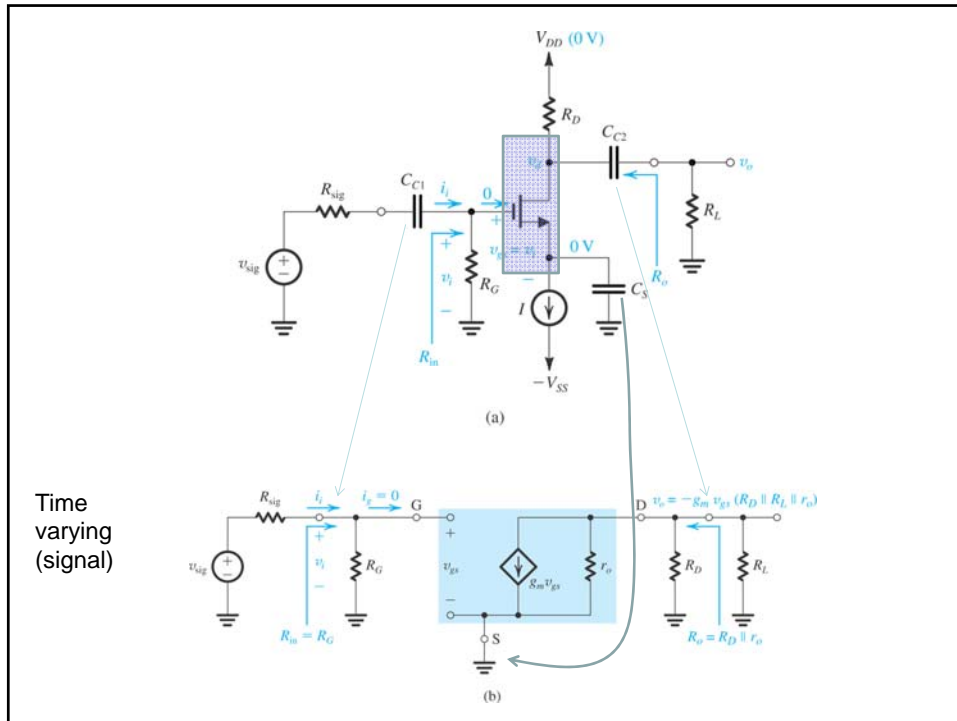 V_DD (0 V)
R_D
C_C2
v_d
v_o
C_C1
i_i
0
R_sig
R_L
+
+
v_gs = v_i
0 V
v_sig
+
−
v_i
R_G
−
R_o
C_S
−
I
R_in
−V_SS
(a)
Time
varying
(signal)
R_sig
i_i
i_g = 0
G
D
v_o = −g_m v_gs (R_D || R_L || r_o)
+
+
v_sig
+
−
v_i
R_G
v_gs
g_m v_gs
r_o
R_D
R_L
−
−
R_in = R_G
S
R_o = R_D || r_o
(b)